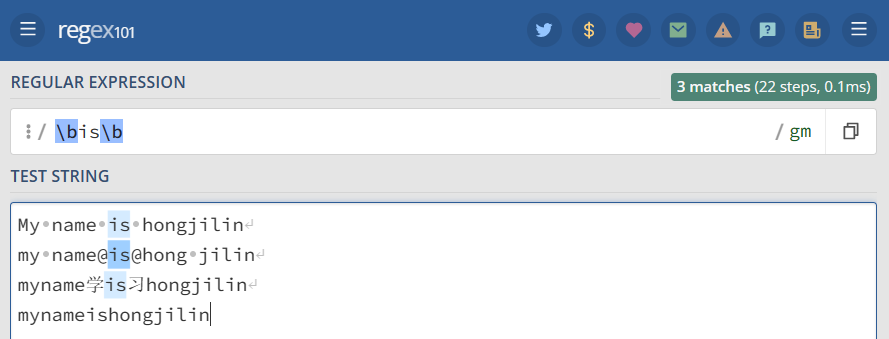 regex101
REGULAR EXPRESSION
3 matches (22 steps, 0.1ms)
/ \bis\b / gm
TEST STRING
My name is hongjilin
my name@is@hong jilin
myname学is习hongjilin
mynameishongjilin